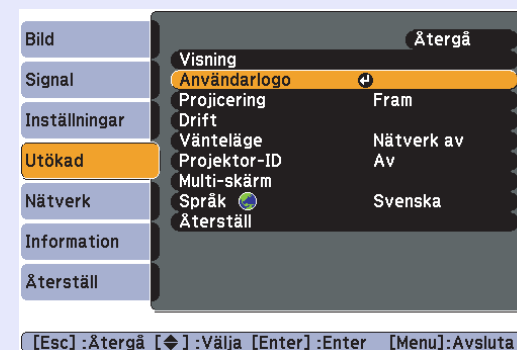 Bild
Signal
Inställningar
Utökad
Nätverk
Information
Återställ
Återgå
Visning
Användarlogo
Projicering Fram
Drift
Vänteläge Nätverk av
Projektor-ID Av
Multi-skärm
Språk Svenska
Återställ
[Esc] :Återgå [ ] :Välja [Enter] :Enter [Menu]:Avsluta